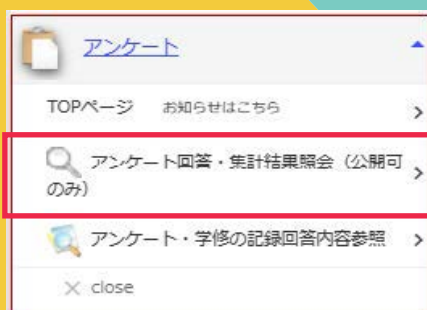 アンケート
TOPページ お知らせはこちら
アンケート回答・集計結果照会（公開可
のみ）
アンケート・学修の記録回答内容参照
close